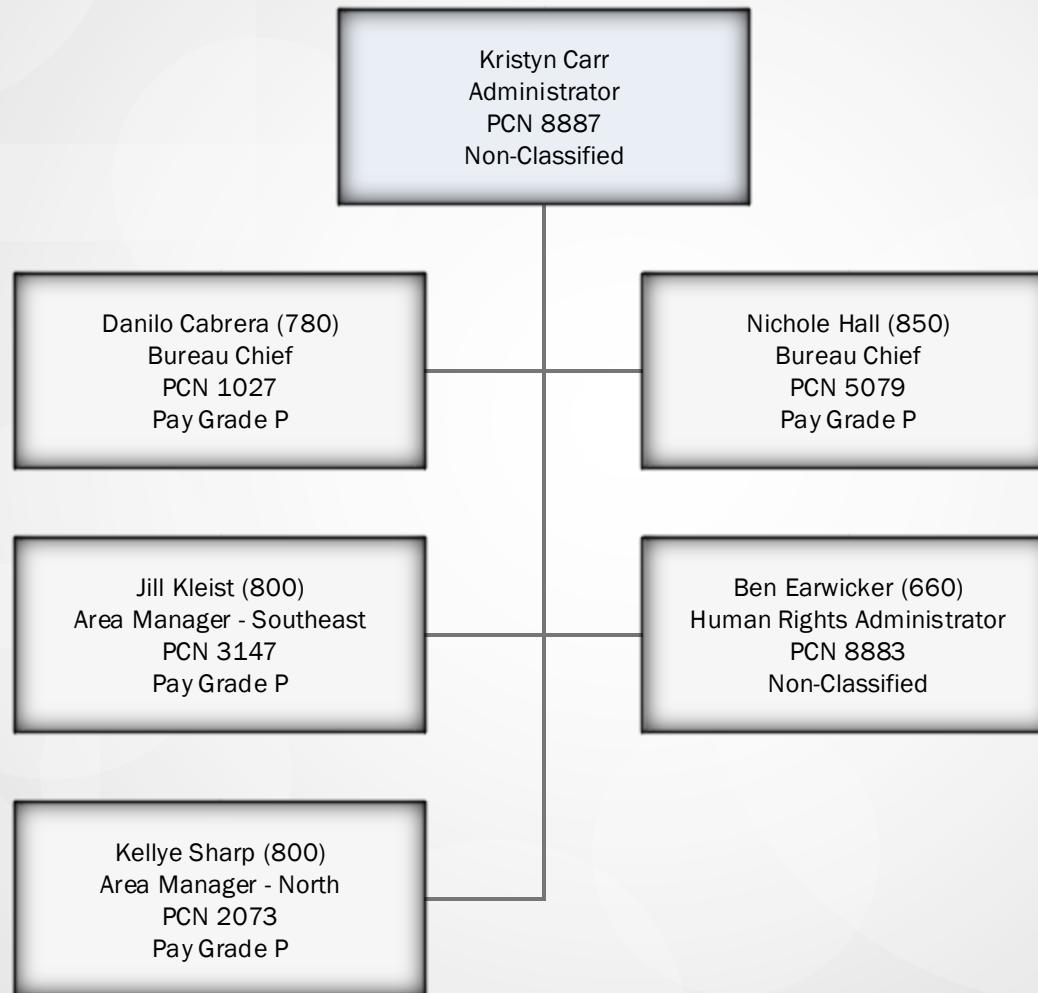 Kristyn Carr
Administrator
PCN 8887
Non-Classified
Danilo Cabrera (780)
Bureau Chief
PCN 1027
Pay Grade P
Nichole Hall (850)
Bureau Chief
PCN 5079
Pay Grade P
Jill Kleist (800)
Area Manager - Southeast
PCN 3147
Pay Grade P
Ben Earwicker (660)
Human Rights Administrator
PCN 8883
Non-Classified
Kellye Sharp (800)
Area Manager - North
PCN 2073
Pay Grade P